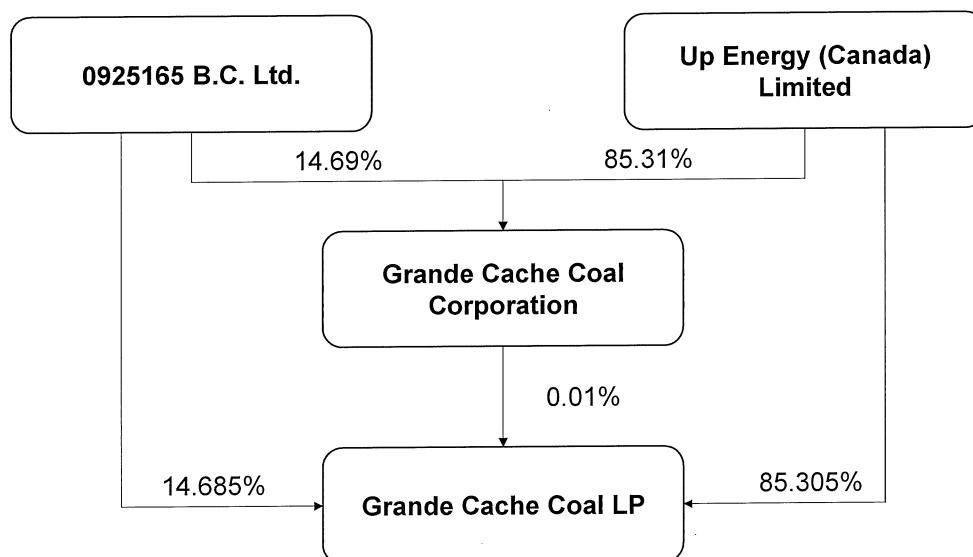 0925165 B.C. Ltd.
Up Energy (Canada)
Limited
14.69%
85.31%
Grande Cache Coal
Corporation
0.01%
14.685%
85.305%
Grande Cache Coal LP